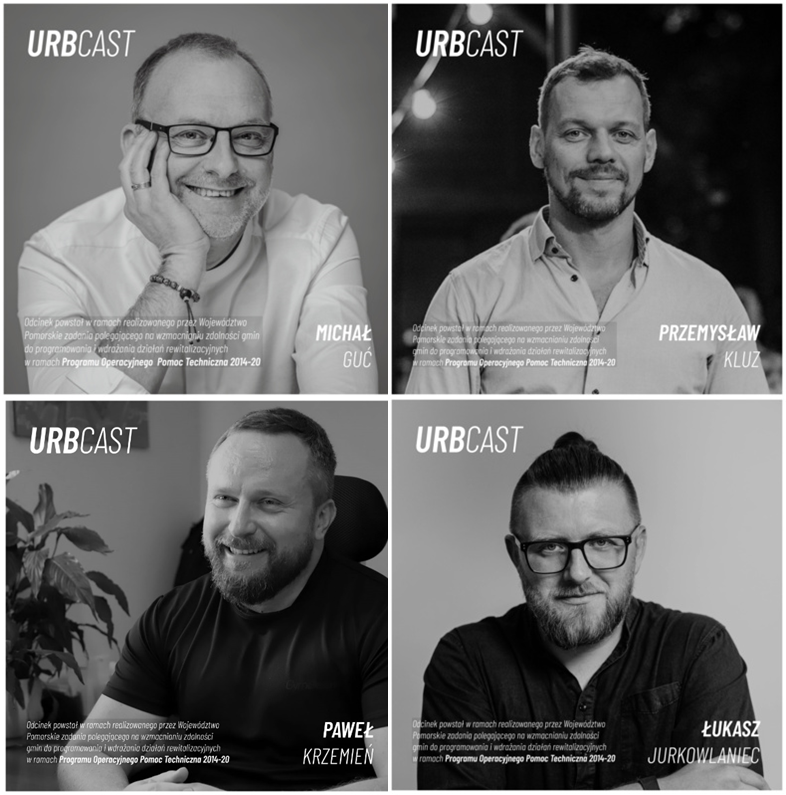 URBCAST
Odcinek powstał w ramach realizowanego przez Województwo
Pomorskie zadania polegającego na wzmacnianiu zdolności gmin
do programowania i wdrażania działań rewitalizacyjnych
w ramach Programu Operacyjnego Pomoc Techniczna 2014-20
MICHAŁ
GUĆ
URBCAST
Odcinek powstał w ramach realizowanego przez Województwo
Pomorskie zadania polegającego na wzmacnianiu zdolności
gmin do programowania i wdrażania działań rewitalizacyjnych
w ramach Programu Operacyjnego Pomoc Techniczna 2014-20
PRZEMYSŁAW
KLUZ
URBCAST
Odcinek powstał w ramach realizowanego przez Województwo
Pomorskie zadania polegającego na wzmacnianiu zdolności
gmin do programowania i wdrażania działań rewitalizacyjnych
w ramach Programu Operacyjnego Pomoc Techniczna 2014-20
PAWEŁ
KRZEMIEŃ
URBCAST
Odcinek powstał w ramach realizowanego przez Województwo
Pomorskie zadania polegającego na wzmacnianiu zdolności
gmin do programowania i wdrażania działań rewitalizacyjnych
w ramach Programu Operacyjnego Pomoc Techniczna 2014-20
ŁUKASZ
JURKOWLANIEC